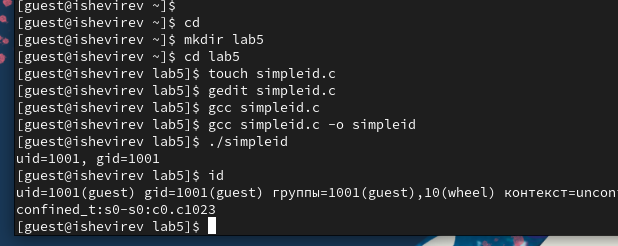 [guest@ishevirev ~]$
[guest@ishevirev ~]$ cd
[guest@ishevirev ~]$ mkdir lab5
[guest@ishevirev ~]$ cd lab5
[guest@ishevirev lab5]$ touch simpleid.c
[guest@ishevirev lab5]$ gedit simpleid.c
[guest@ishevirev lab5]$ gcc simpleid.c
[guest@ishevirev lab5]$ gcc simpleid.c -o simpleid
[guest@ishevirev lab5]$ ./simpleid
uid=1001, gid=1001
[guest@ishevirev lab5]$ id
uid=1001(guest) gid=1001(guest) группы=1001(guest),10(wheel) контекст=uncon
confined_t:s0-s0:c0.c1023
[guest@ishevirev lab5]$